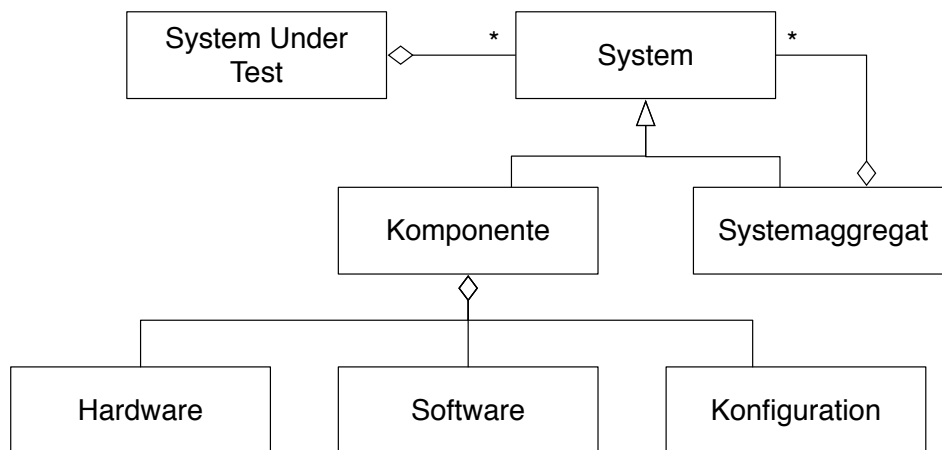 System Under
Test
*
System
*
Komponente
Systemaggregat
Hardware
Software
Konfiguration